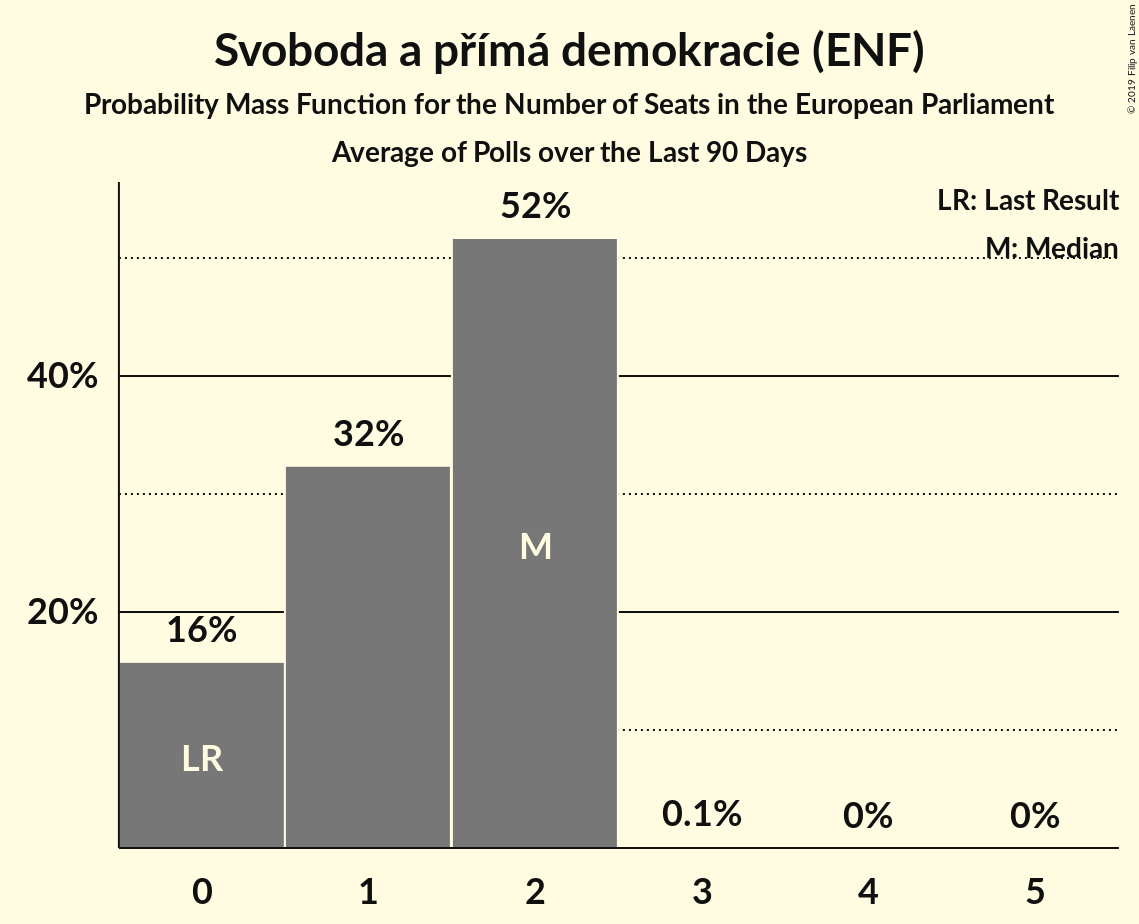 Svoboda a přímá demokracie (ENF)
Probability Mass Function for the Number of Seats in the European Parliament
Average of Polls over the Last 90 Days
© 2019 Filip van Laenen
LR: Last Result
M: Median
52%
40%
32%
M
20%
16%
LR
0.1%
0%
0%
0 1 2 3 4 5